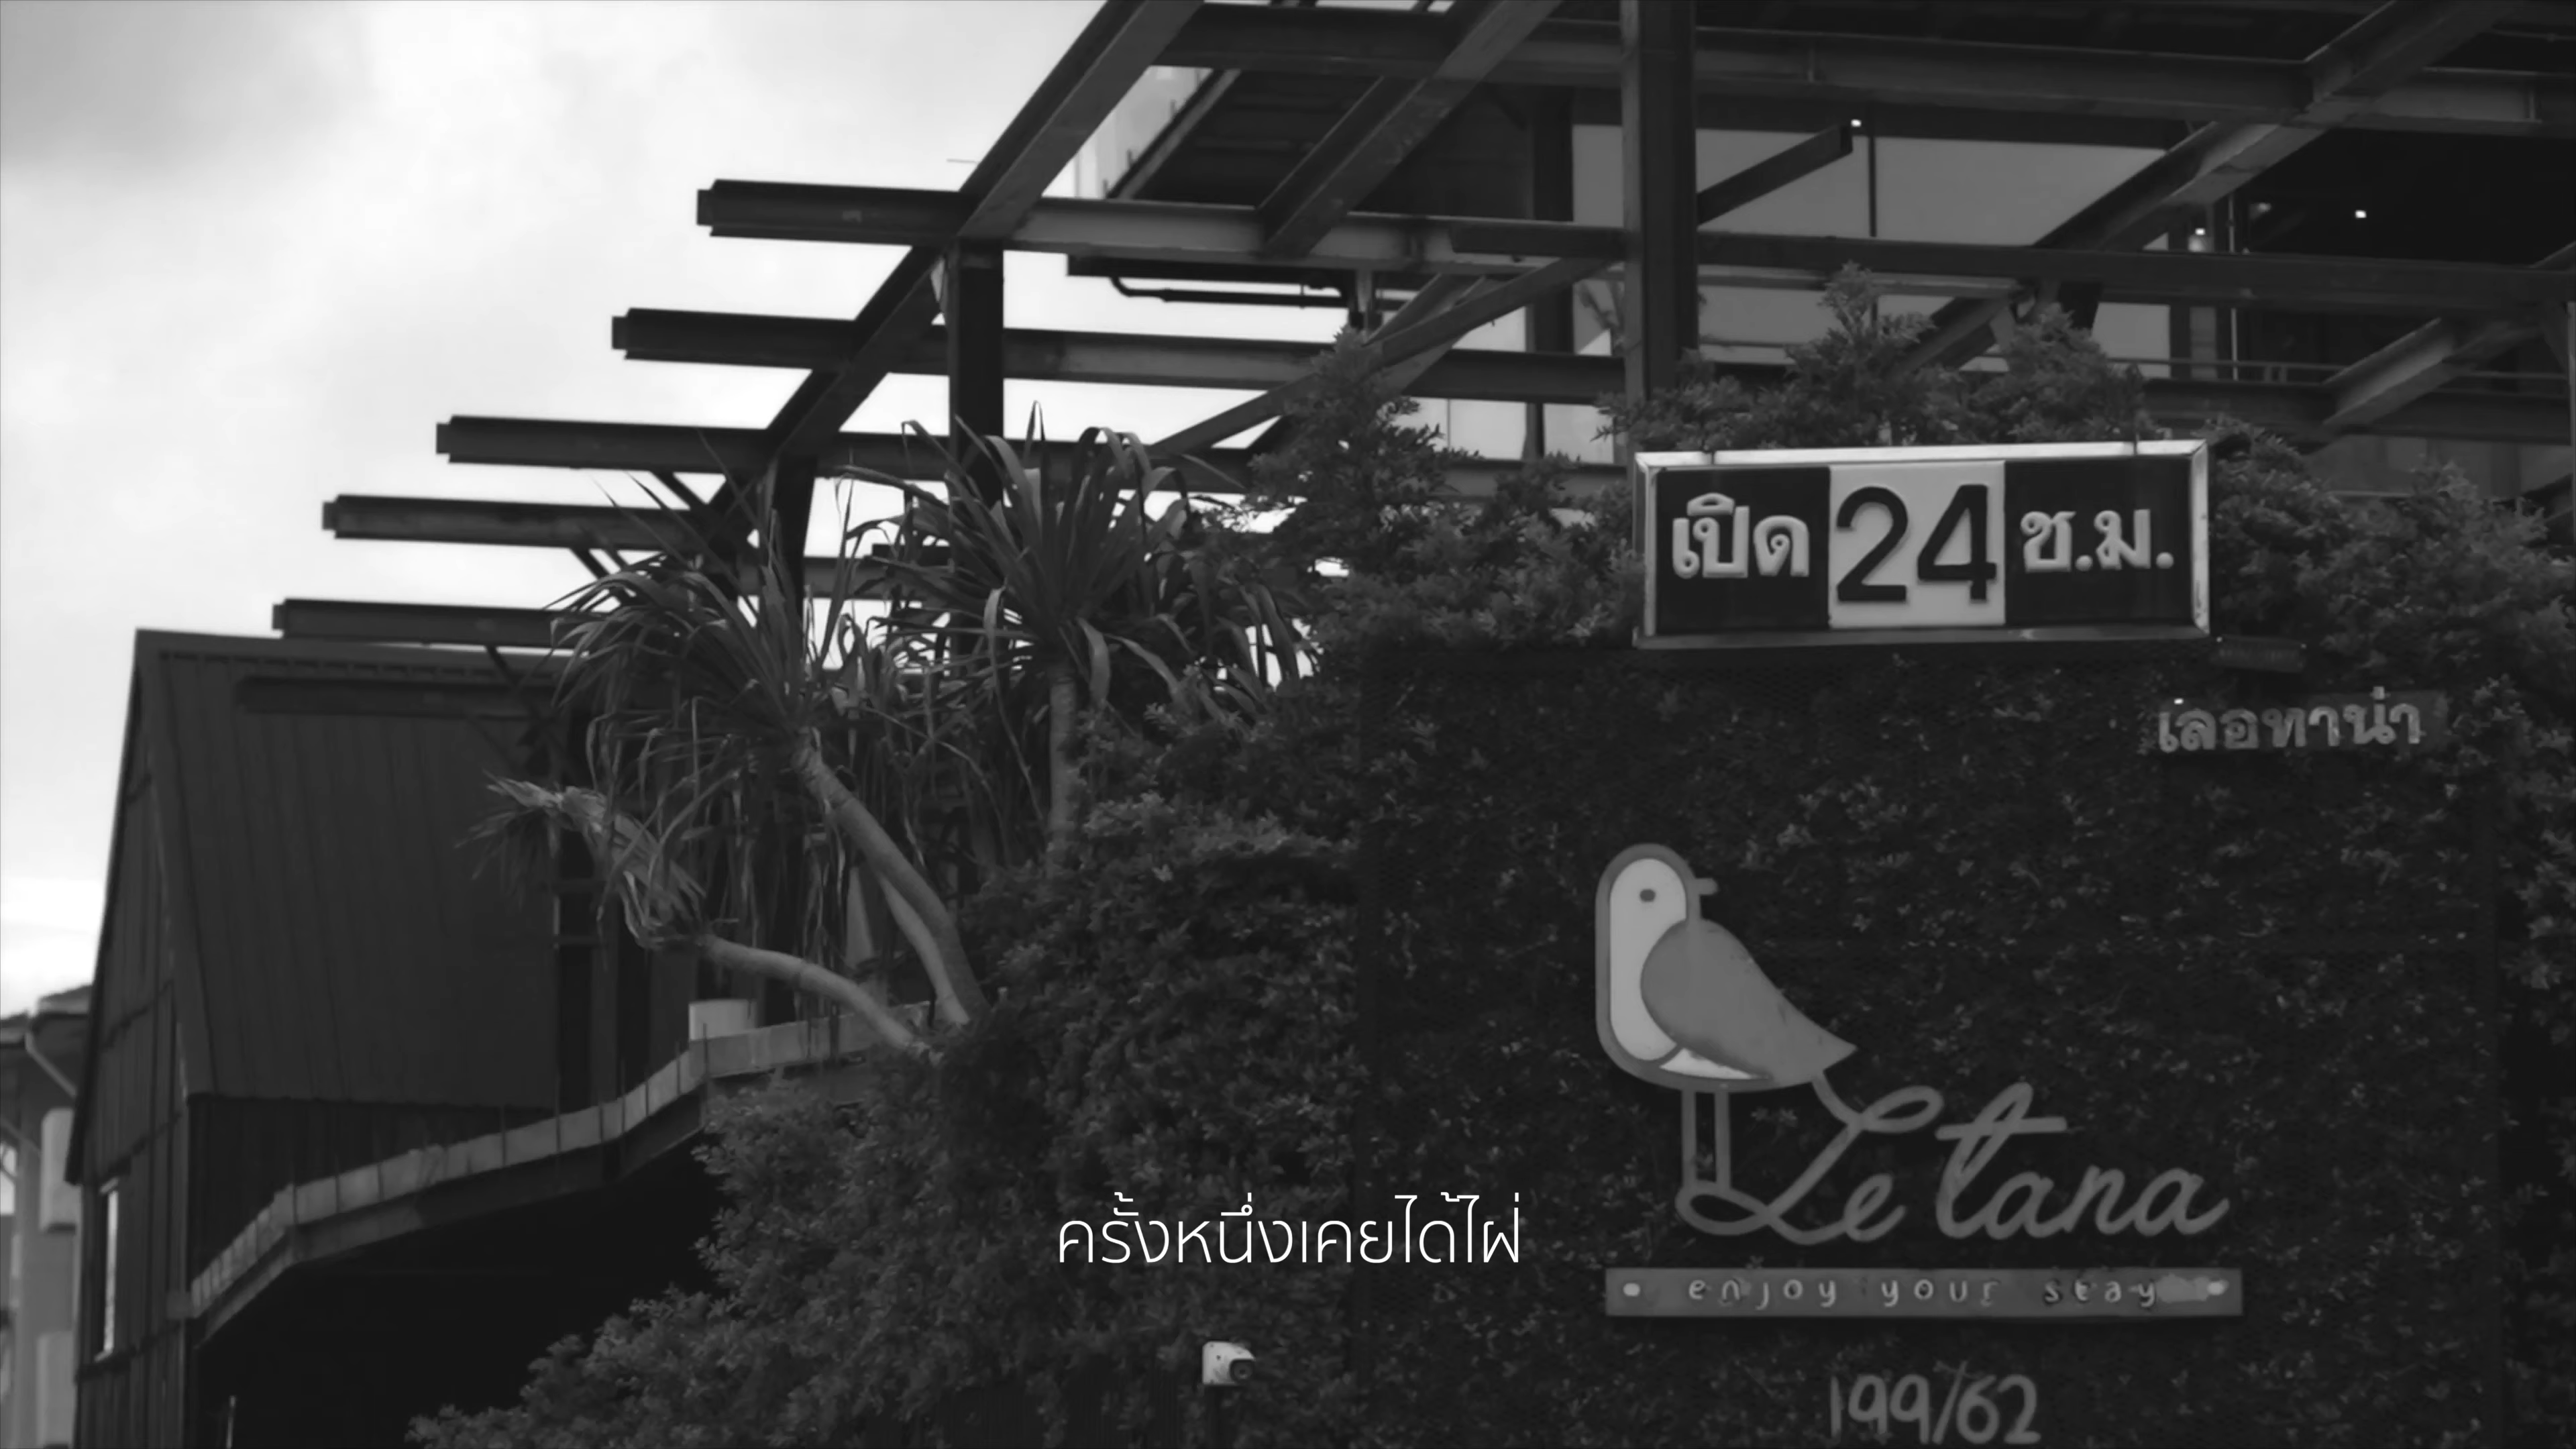 เปิด 24 ช.ม.
เลอทาน่า
Le tana
enjoy your stay
199/62
ครั้งหนึ่งเคยได้ไฝ่